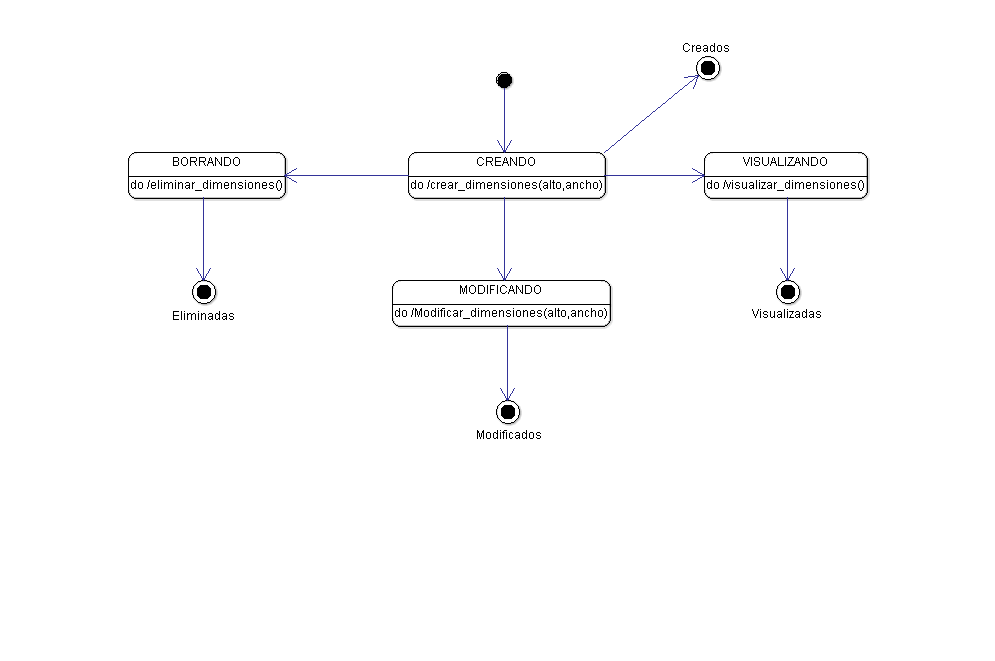 Creados
BORRANDO
do /eliminar_dimensiones()
CREANDO
do /crear_dimensiones(alto,ancho)
VISUALIZANDO
do /visualizar_dimensiones()
Eliminadas
MODIFICANDO
do /Modificar_dimensiones(alto,ancho)
Visualizadas
Modificados